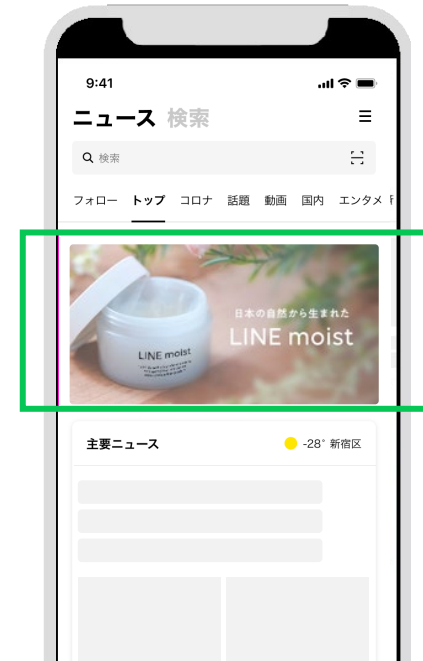 9:41
ニュース 検索
検索
フォロー トップ コロナ 話題 動画 国内 エンタメ
日本の自然から生まれた
LINE moist
LINE moist
主要ニュース -28° 新宿区